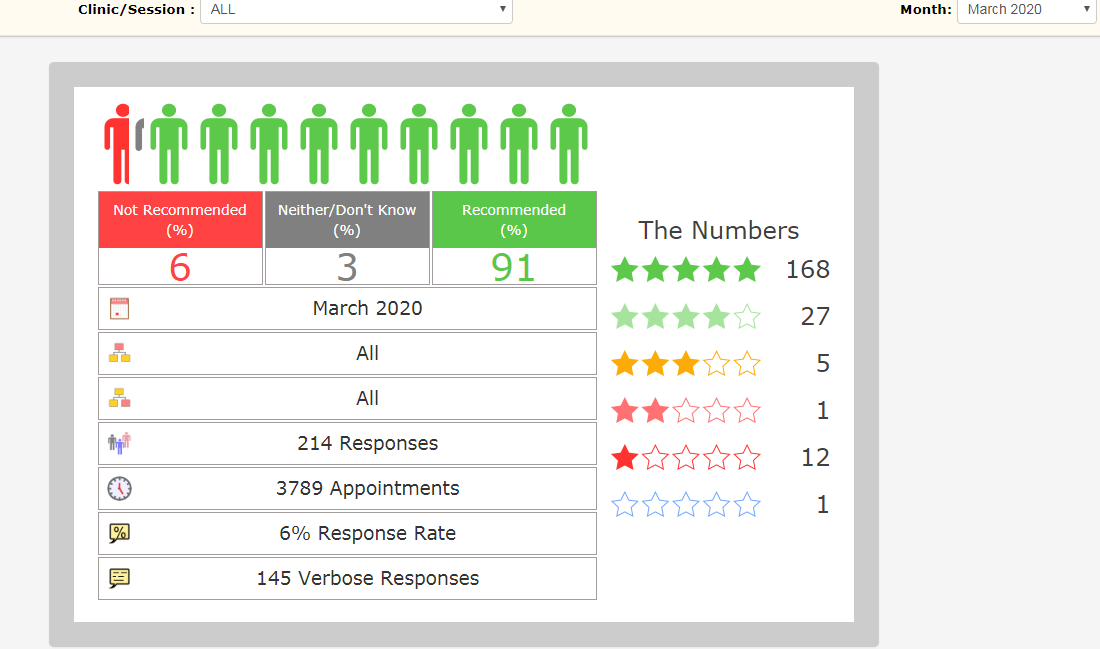 Clinic/Session : ALL
Month: March 2020
Not Recommended (%)
6
Neither/Don't Know (%)
3
Recommended (%)
91
March 2020
All
All
214 Responses
3789 Appointments
% 6% Response Rate
145 Verbose Responses
The Numbers
168
27
5
1
12
1